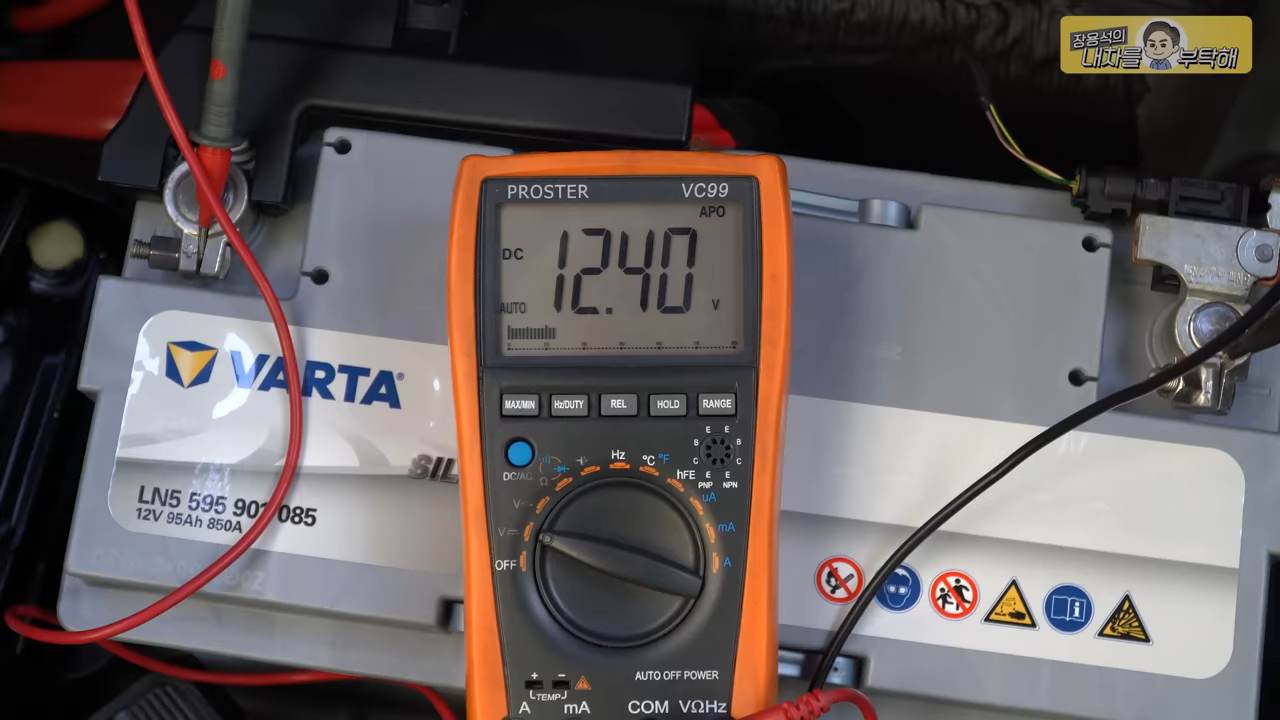 장용석의
내차를 부탁해
PROSTER VC99
APO
DC
12.40
AUTO
V
MAX/MIN Hz/DUTY REL HOLD RANGE
VARTA
SIL
LN5 595 901 085
12V 95Ah 850A
DC/AC
Hz
°C °F
hFE
E E
B B
C C
E E
PNP NPN
uA
mA
A
V
V
Ω
OFF
AUTO OFF POWER
+ −
TEMP
A mA COM VΩHz